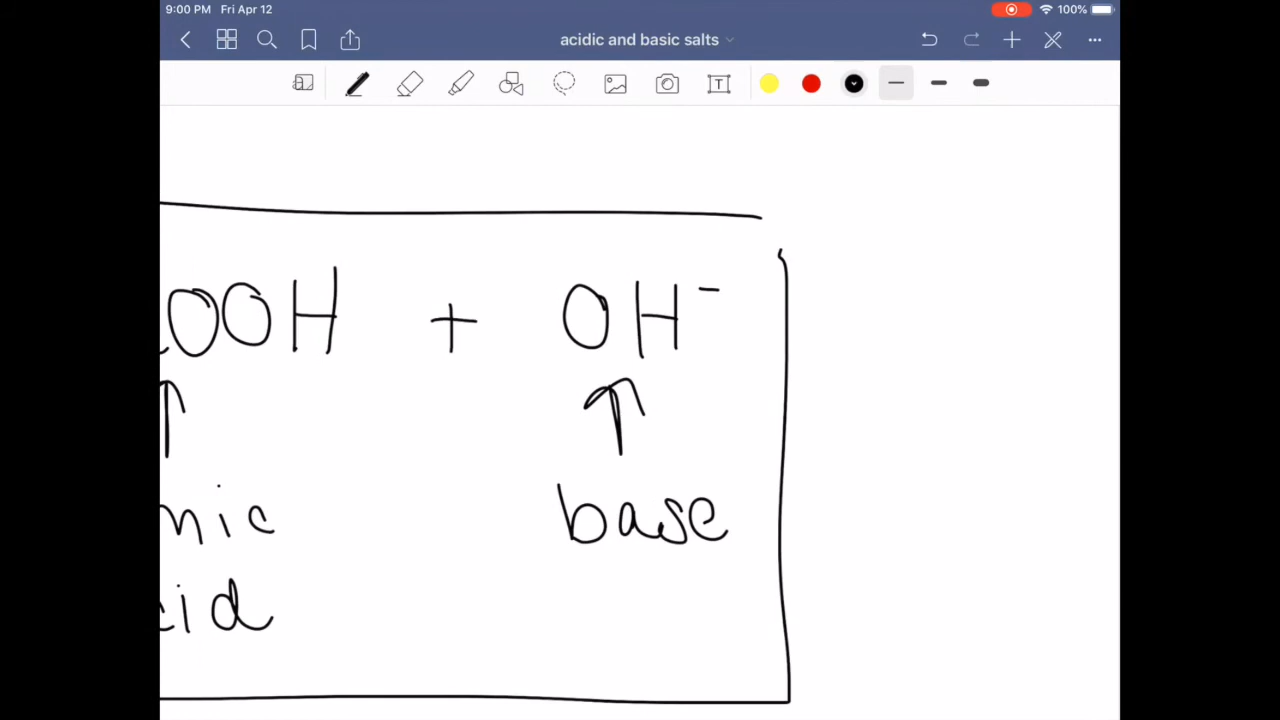 9:00 PM Fri Apr 12 100%
acidic and basic salts
T
OOH + OH⁻
mic base
cid